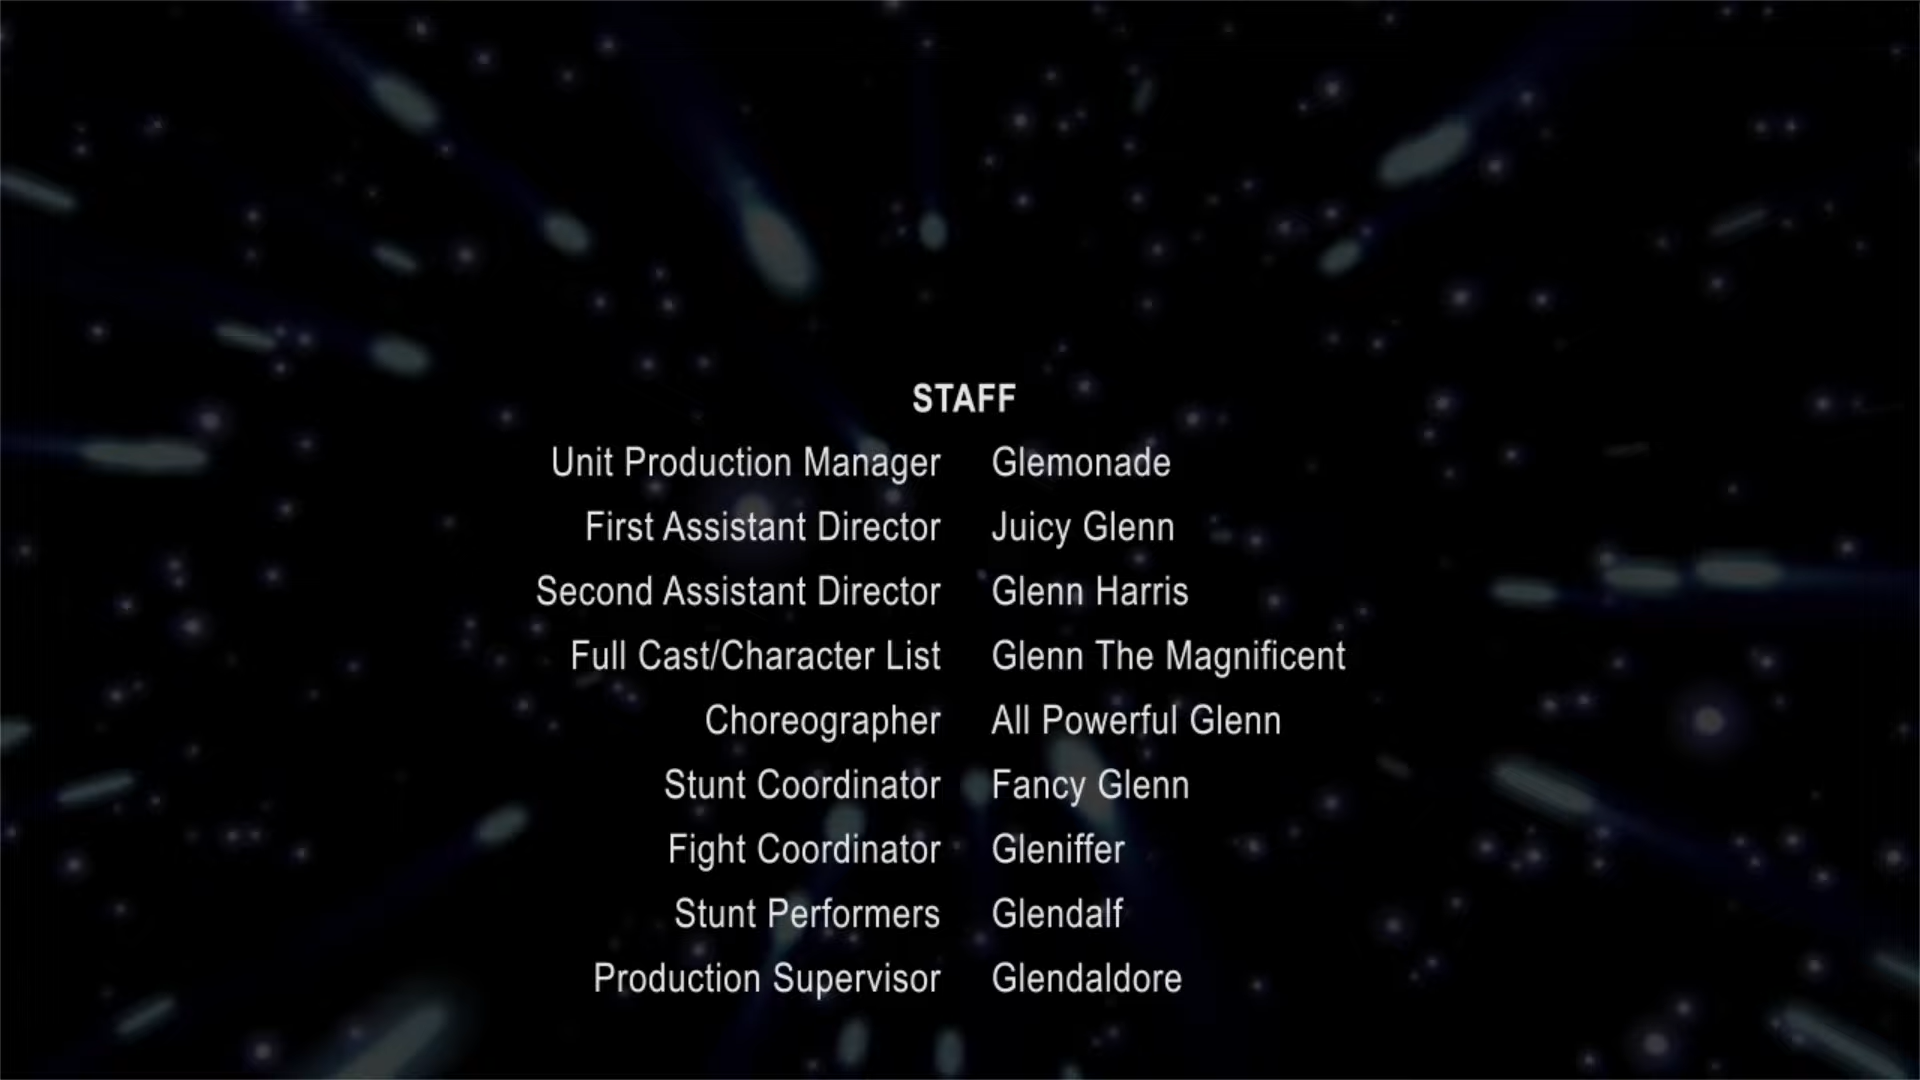 STAFF
Unit Production Manager Glemonade
First Assistant Director Juicy Glenn
Second Assistant Director Glenn Harris
Full Cast/Character List Glenn The Magnificent
Choreographer All Powerful Glenn
Stunt Coordinator Fancy Glenn
Fight Coordinator Gleniffer
Stunt Performers Glendalf
Production Supervisor Glendaldore